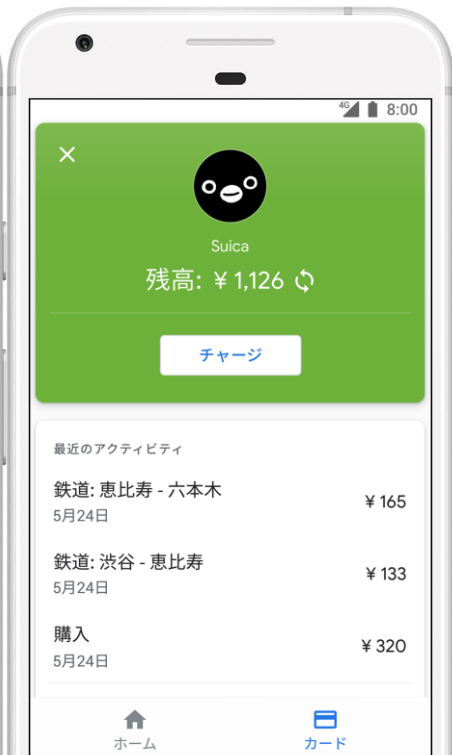 4G 8:00
Suica
残高: ¥ 1,126
チャージ
最近のアクティビティ
鉄道: 恵比寿 - 六本木 ¥ 165
5月24日
鉄道: 渋谷 - 恵比寿 ¥ 133
5月24日
購入 ¥ 320
5月24日
ホーム カード